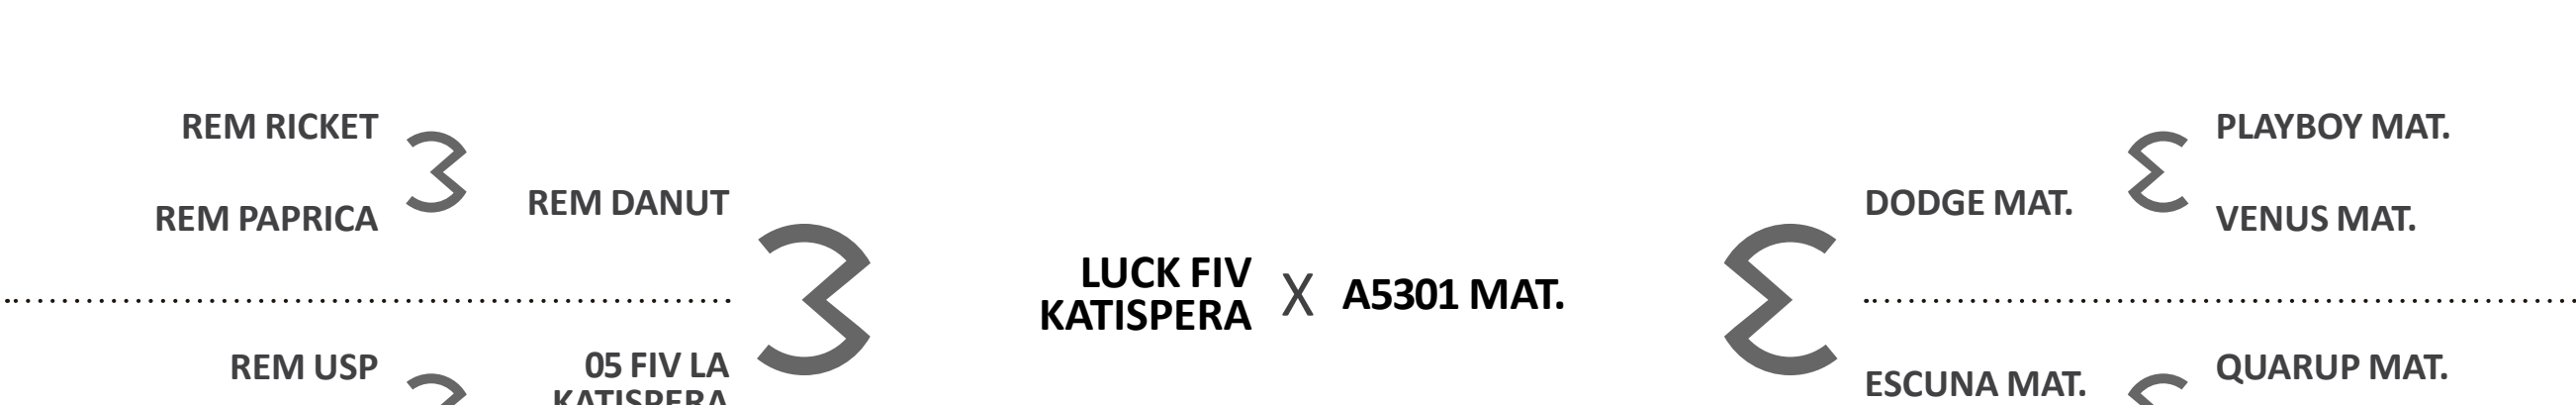 REM RICKET
REM PAPRICA
REM DANUT
REM USP
05 FIV LA
KATISPERA
LUCK FIV
KATISPERA
X
A5301 MAT.
DODGE MAT.
ESCUNA MAT.
PLAYBOY MAT.
VENUS MAT.
QUARUP MAT.